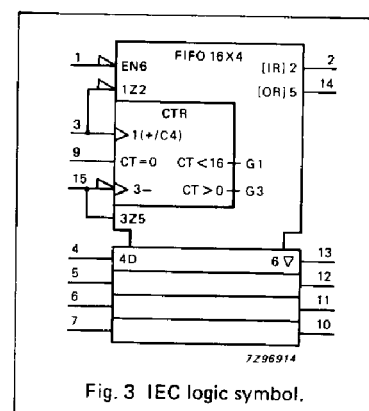 FIFO 16X4
1 EN6 [IR] 2 2
1Z2 [OR] 5 14
CTR
3 1(+/C4) CT<16 G1
9 CT=0 CT>0 G3
15 3−
3Z5
4 4D 6 ▽ 13
5 12
6 11
7 10
7Z96914
Fig. 3 IEC logic symbol.